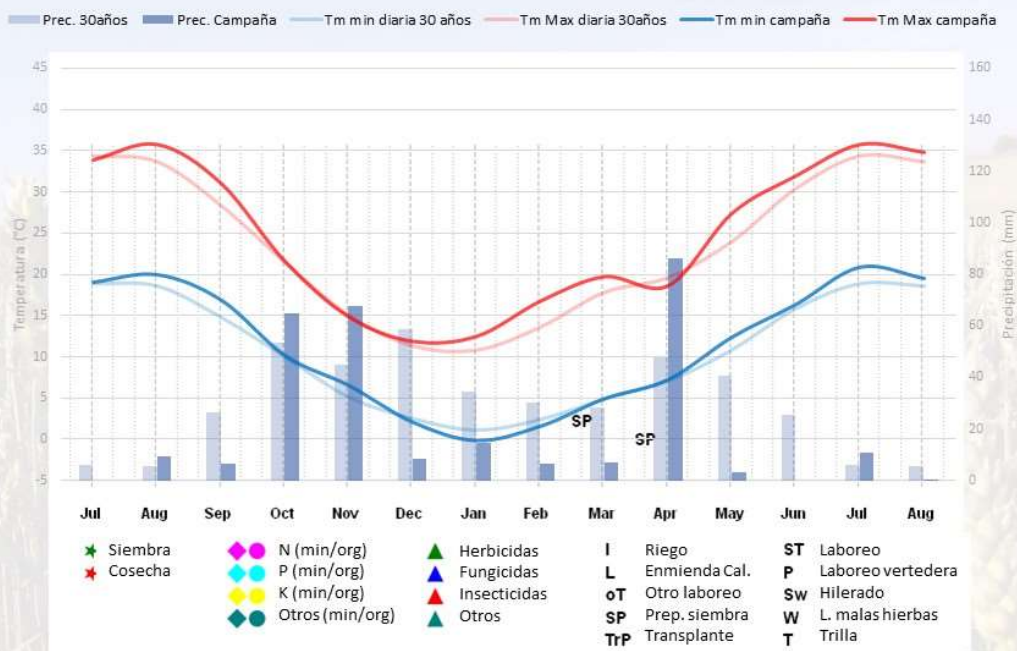 Prec. 30años Prec. Campaña Tm min diaria 30 años Tm Max diaria 30años Tm min campaña Tm Max campaña
45 160
40 140
35 120
30 100
25 80
20 60
15 40
10 20
5 0
0
-5
Temperatura (°C)
Precipitación (mm)
SP
SP
Jul Aug Sep Oct Nov Dec Jan Feb Mar Apr May Jun Jul Aug
Siembra N (min/org) Herbicidas I Riego ST Laboreo
Cosecha P (min/org) Fungicidas L Enmienda Cal. P Laboreo vertedera
K (min/org) Insecticidas oT Otro laboreo Sw Hilerado
Otros (min/org) Otros SP Prep. siembra W L. malas hierbas
TrP Transplante T Trilla